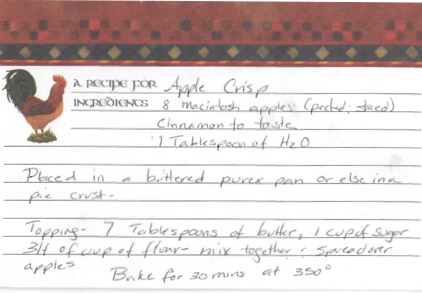 A RECIPE FOR Apple Crisp
INGREDIENTS 8 macintosh apples (peeled, sliced)
Cinnamon to taste
1 Tablespoon of H2O
Placed in a buttered purex pan or else in a
pie crust-
Topping- 7 Tablespoons of butter, 1 cup of sugar
3/4 of cup of flour- mix together & Spread over
apples
Bake for 30 mins at 350°